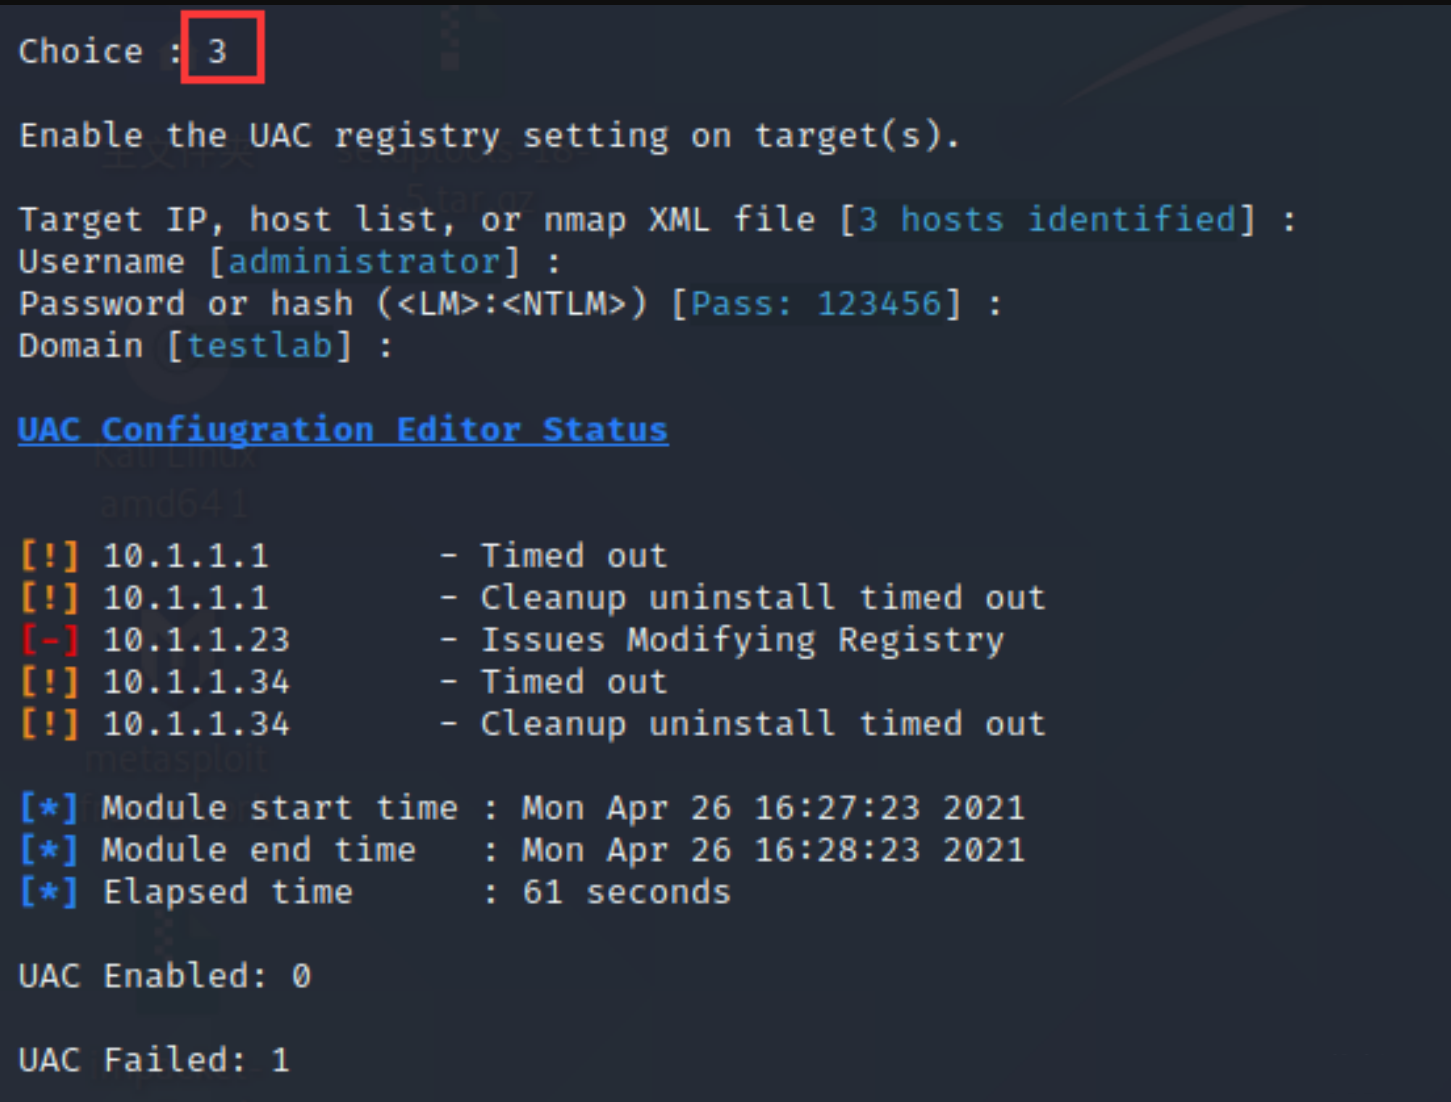 Choice : 3
Enable the UAC registry setting on target(s).
Target IP, host list, or nmap XML file [3 hosts identified] :
Username [administrator] :
Password or hash (<LM>:<NTLM>) [Pass: 123456] :
Domain [testlab] :
UAC Confiugration Editor Status
Kali Linux
amd64 1
[!] 10.1.1.1 - Timed out
[!] 10.1.1.1 - Cleanup uninstall timed out
[-] 10.1.1.23 - Issues Modifying Registry
[!] 10.1.1.34 - Timed out
[!] 10.1.1.34 - Cleanup uninstall timed out
metasploit
[*] Module start time : Mon Apr 26 16:27:23 2021
[*] Module end time : Mon Apr 26 16:28:23 2021
[*] Elapsed time : 61 seconds
UAC Enabled: 0
UAC Failed: 1